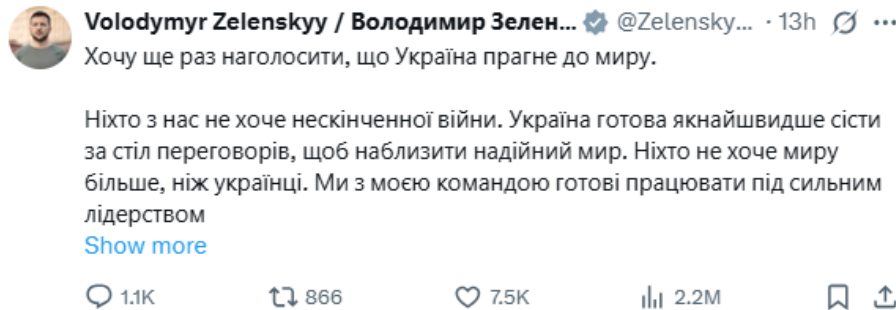 Volodymyr Zelenskyy / Володимир Зелен... @Zelensky... · 13h
Хочу ще раз наголосити, що Україна прагне до миру.
Ніхто з нас не хоче нескінченної війни. Україна готова якнайшвидше сісти
за стіл переговорів, щоб наблизити надійний мир. Ніхто не хоче миру
більше, ніж українці. Ми з моєю командою готові працювати під сильним
лідерством
Show more
1.1K 866 7.5K 2.2M